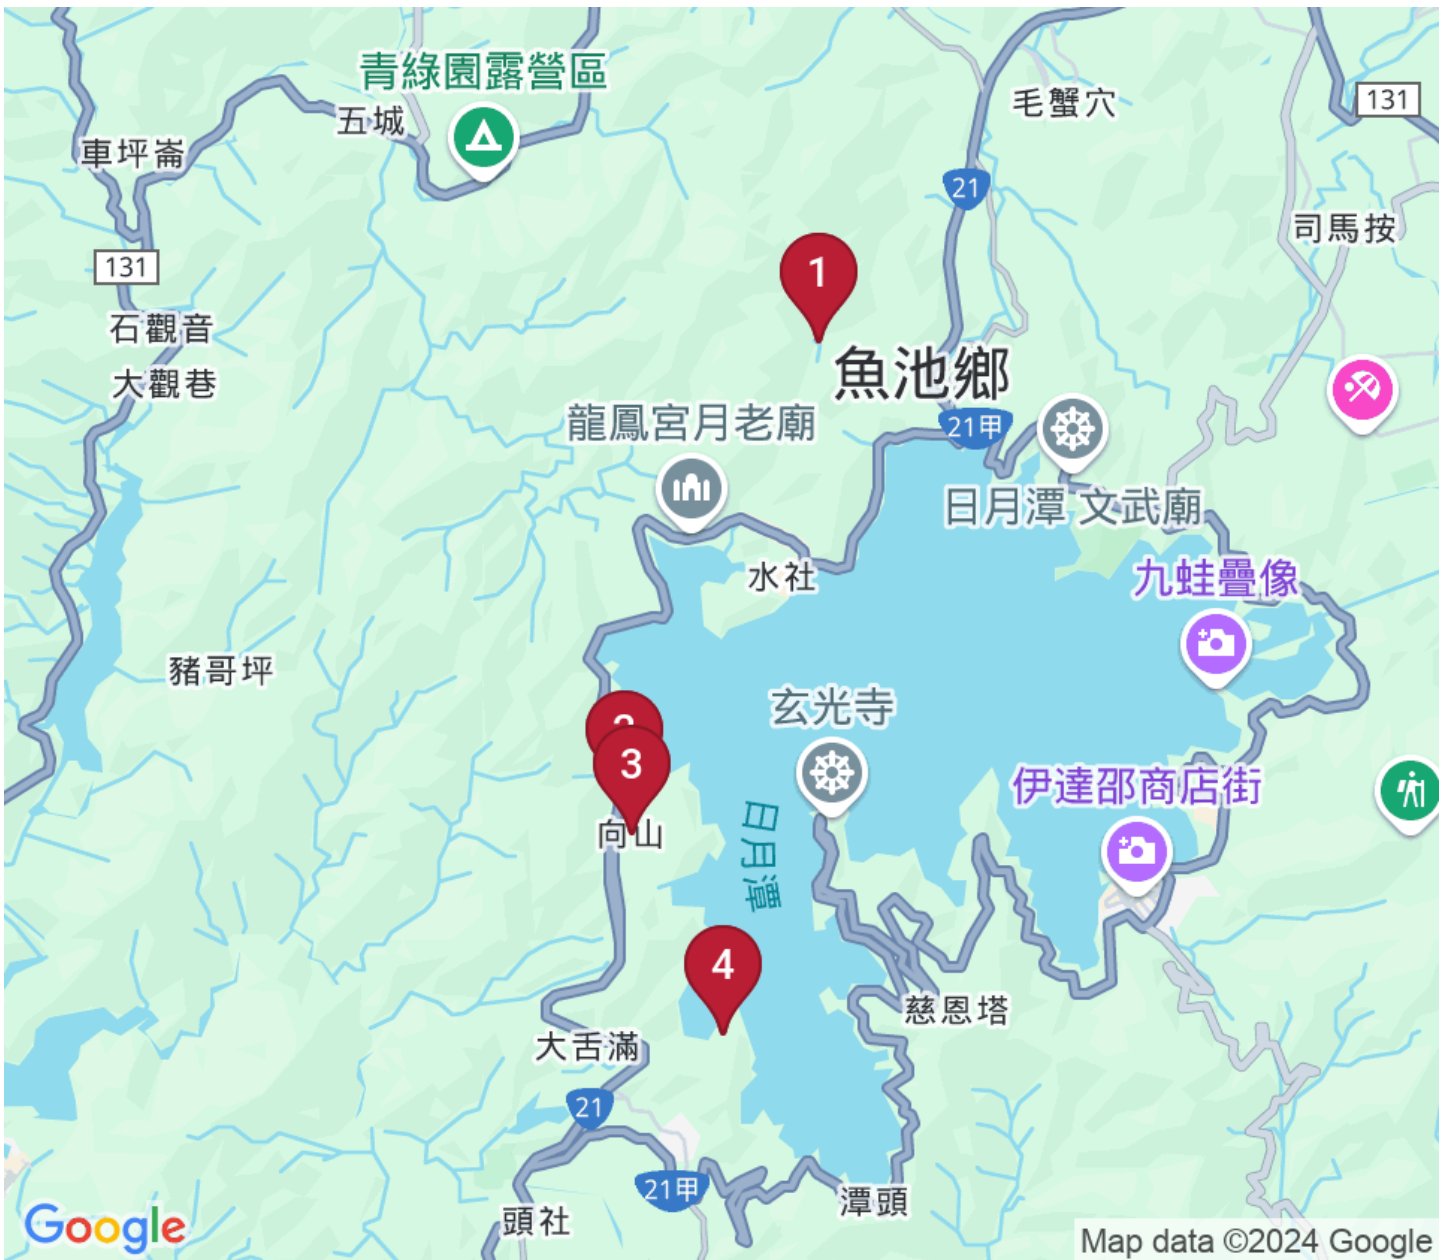 青綠園露營區
毛蟹穴
131
五城
車坪崙
21
司馬按
131
1
石觀音
魚池鄉
大觀巷
龍鳳宮月老廟
21甲
日月潭 文武廟
水社
九蛙疊像
豬哥坪
玄光寺
2
3
伊達邵商店街
向山
日月潭
4
慈恩塔
大舌滿
21
21甲
潭頭
頭社
Google
Map data ©2024 Google